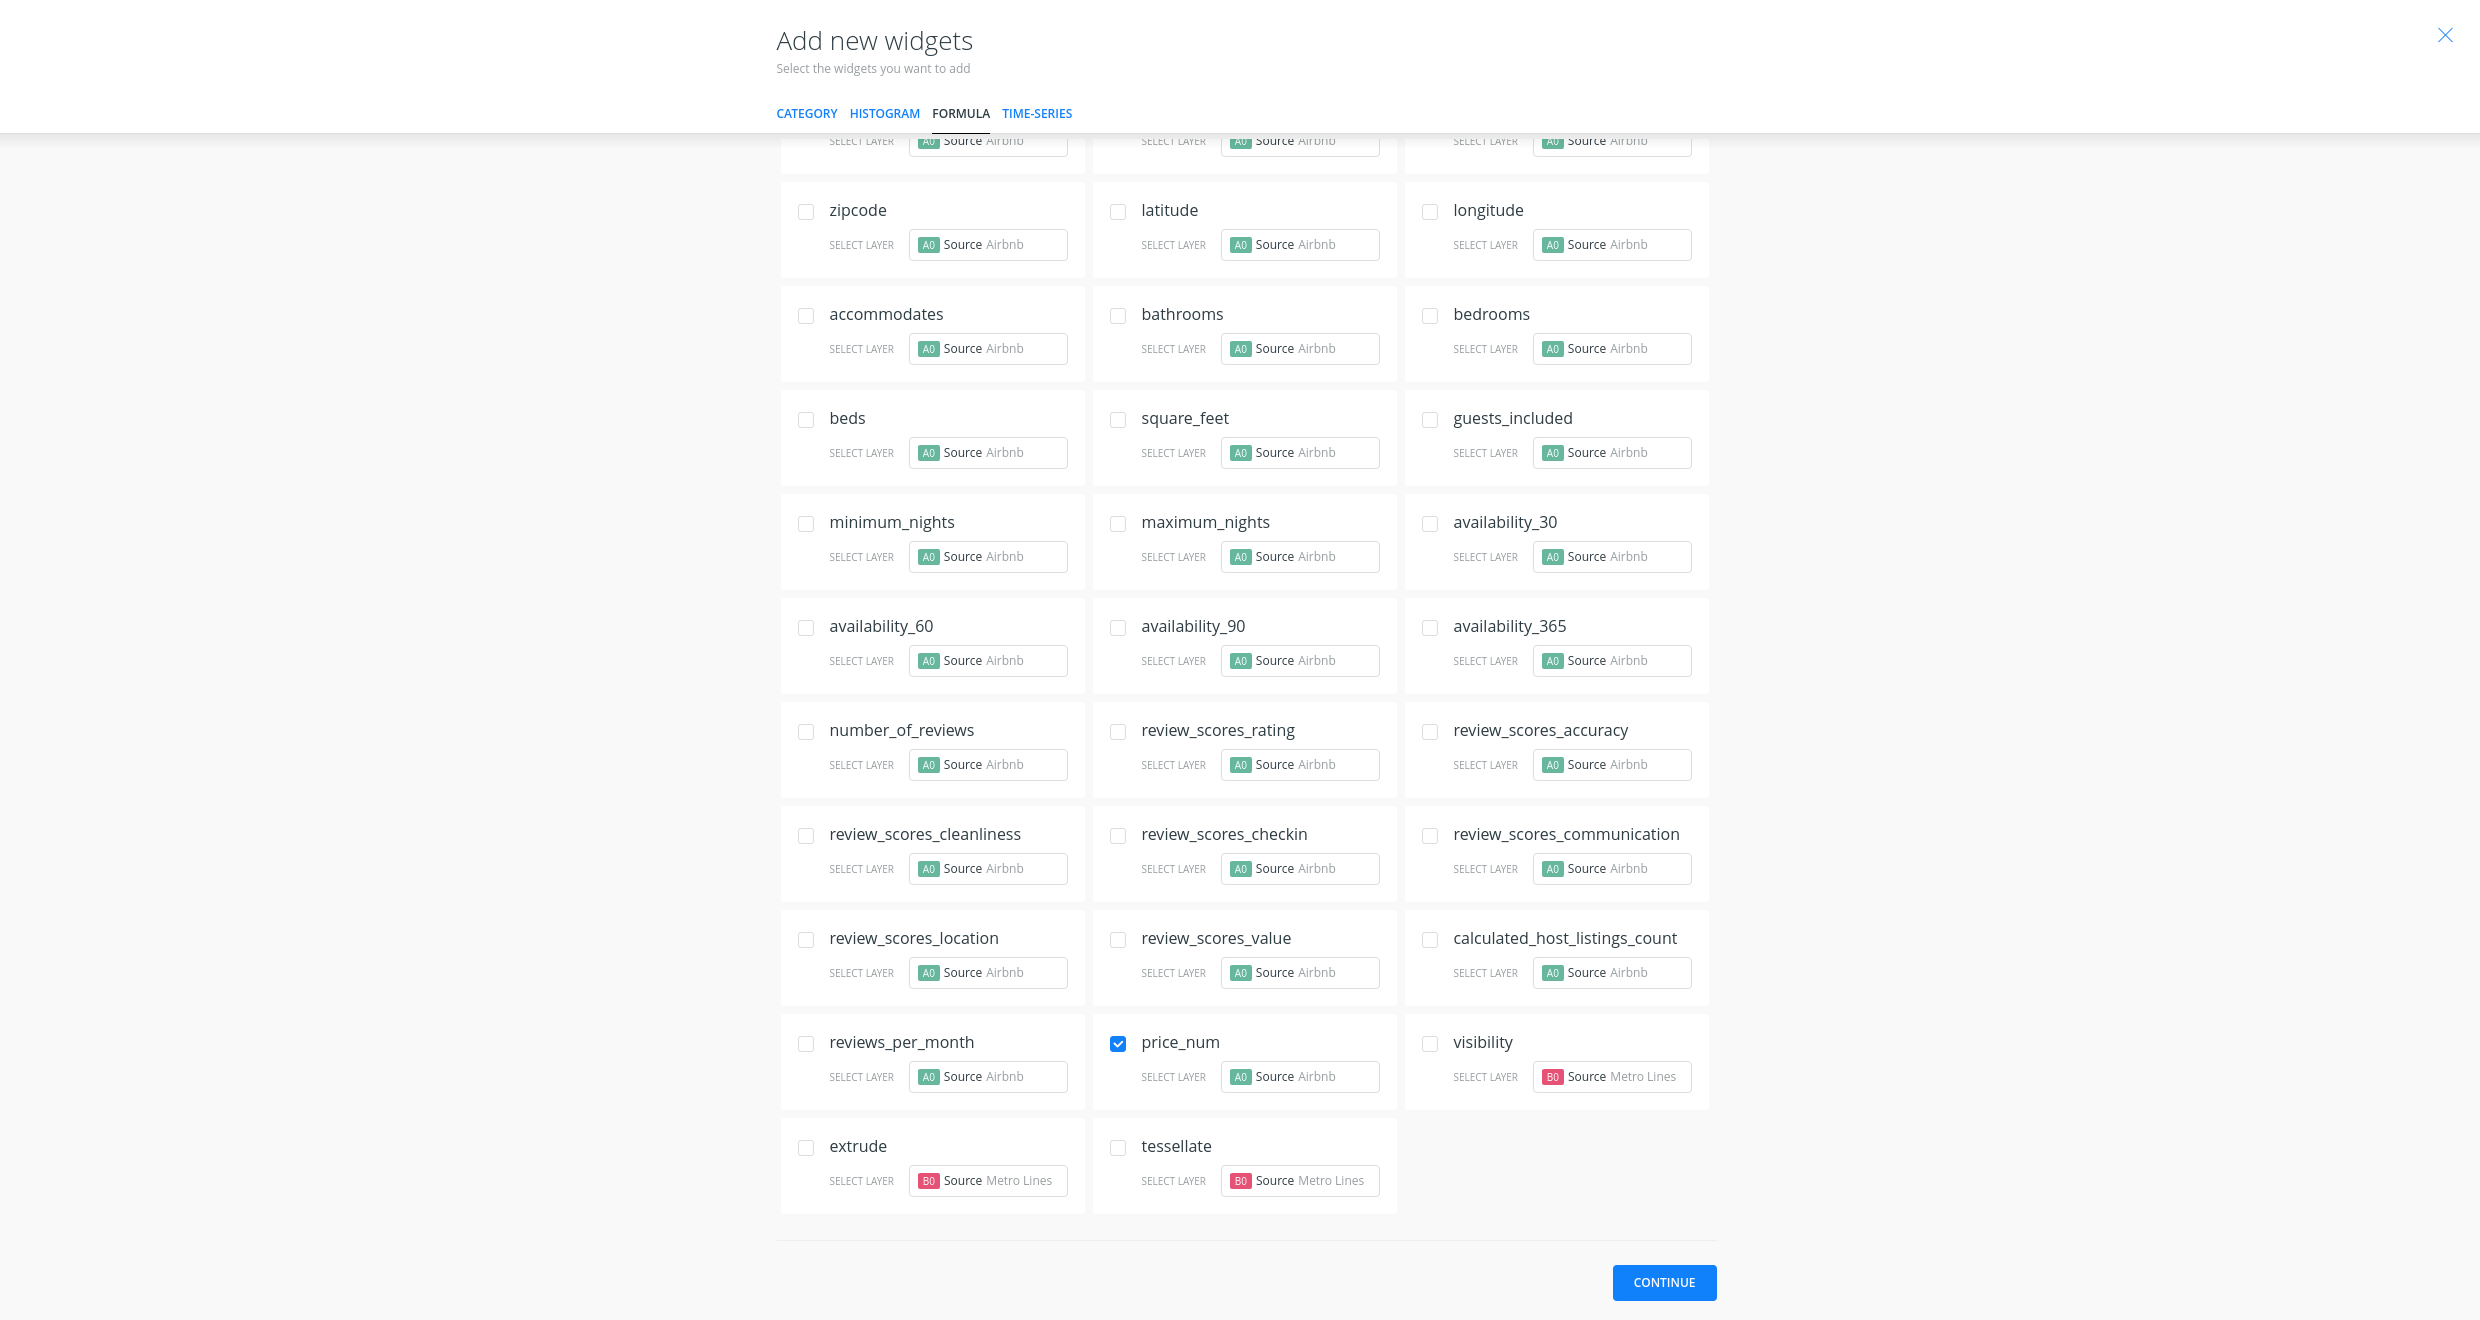 Add new widgets
Select the widgets you want to add
CATEGORY HISTOGRAM FORMULA TIME-SERIES
SELECT LAYER A0 Source Airbnb SELECT LAYER A0 Source Airbnb SELECT LAYER A0 Source Airbnb
zipcode latitude longitude
SELECT LAYER A0 Source Airbnb SELECT LAYER A0 Source Airbnb SELECT LAYER A0 Source Airbnb
accommodates bathrooms bedrooms
SELECT LAYER A0 Source Airbnb SELECT LAYER A0 Source Airbnb SELECT LAYER A0 Source Airbnb
beds square_feet guests_included
SELECT LAYER A0 Source Airbnb SELECT LAYER A0 Source Airbnb SELECT LAYER A0 Source Airbnb
minimum_nights maximum_nights availability_30
SELECT LAYER A0 Source Airbnb SELECT LAYER A0 Source Airbnb SELECT LAYER A0 Source Airbnb
availability_60 availability_90 availability_365
SELECT LAYER A0 Source Airbnb SELECT LAYER A0 Source Airbnb SELECT LAYER A0 Source Airbnb
number_of_reviews review_scores_rating review_scores_accuracy
SELECT LAYER A0 Source Airbnb SELECT LAYER A0 Source Airbnb SELECT LAYER A0 Source Airbnb
review_scores_cleanliness review_scores_checkin review_scores_communication
SELECT LAYER A0 Source Airbnb SELECT LAYER A0 Source Airbnb SELECT LAYER A0 Source Airbnb
review_scores_location review_scores_value calculated_host_listings_count
SELECT LAYER A0 Source Airbnb SELECT LAYER A0 Source Airbnb SELECT LAYER A0 Source Airbnb
reviews_per_month price_num visibility
SELECT LAYER A0 Source Airbnb SELECT LAYER A0 Source Airbnb SELECT LAYER B0 Source Metro Lines
extrude tessellate
SELECT LAYER B0 Source Metro Lines SELECT LAYER B0 Source Metro Lines
CONTINUE